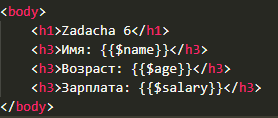 <body>
<h1>Zadacha 6</h1>
<h3>Имя: {{$name}}</h3>
<h3>Возраст: {{$age}}</h3>
<h3>Зарплата: {{$salary}}</h3>
</body>